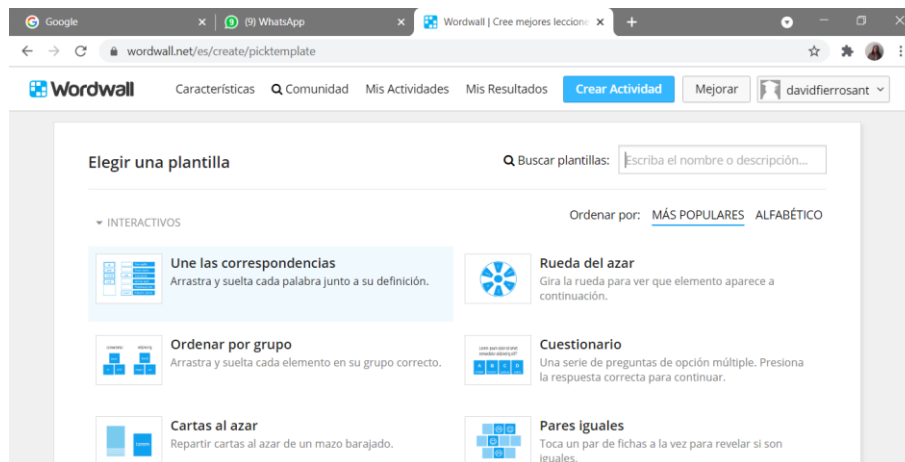 Google
(9) WhatsApp
Wordwall | Cree mejores leccione
wordwall.net/es/create/picktemplate
Wordwall
Características
Comunidad
Mis Actividades
Mis Resultados
Crear Actividad
Mejorar
davidfierrosant
Elegir una plantilla
Buscar plantillas:
Escriba el nombre o descripción...
INTERACTIVOS
Ordenar por: MÁS POPULARES ALFABÉTICO
Une las correspondencias
Arrastra y suelta cada palabra junto a su definición.
Rueda del azar
Gira la rueda para ver que elemento aparece a
continuación.
Ordenar por grupo
Arrastra y suelta cada elemento en su grupo correcto.
Cuestionario
Una serie de preguntas de opción múltiple. Presiona
la respuesta correcta para continuar.
Cartas al azar
Repartir cartas al azar de un mazo barajado.
Pares iguales
Toca un par de fichas a la vez para revelar si son
iguales.